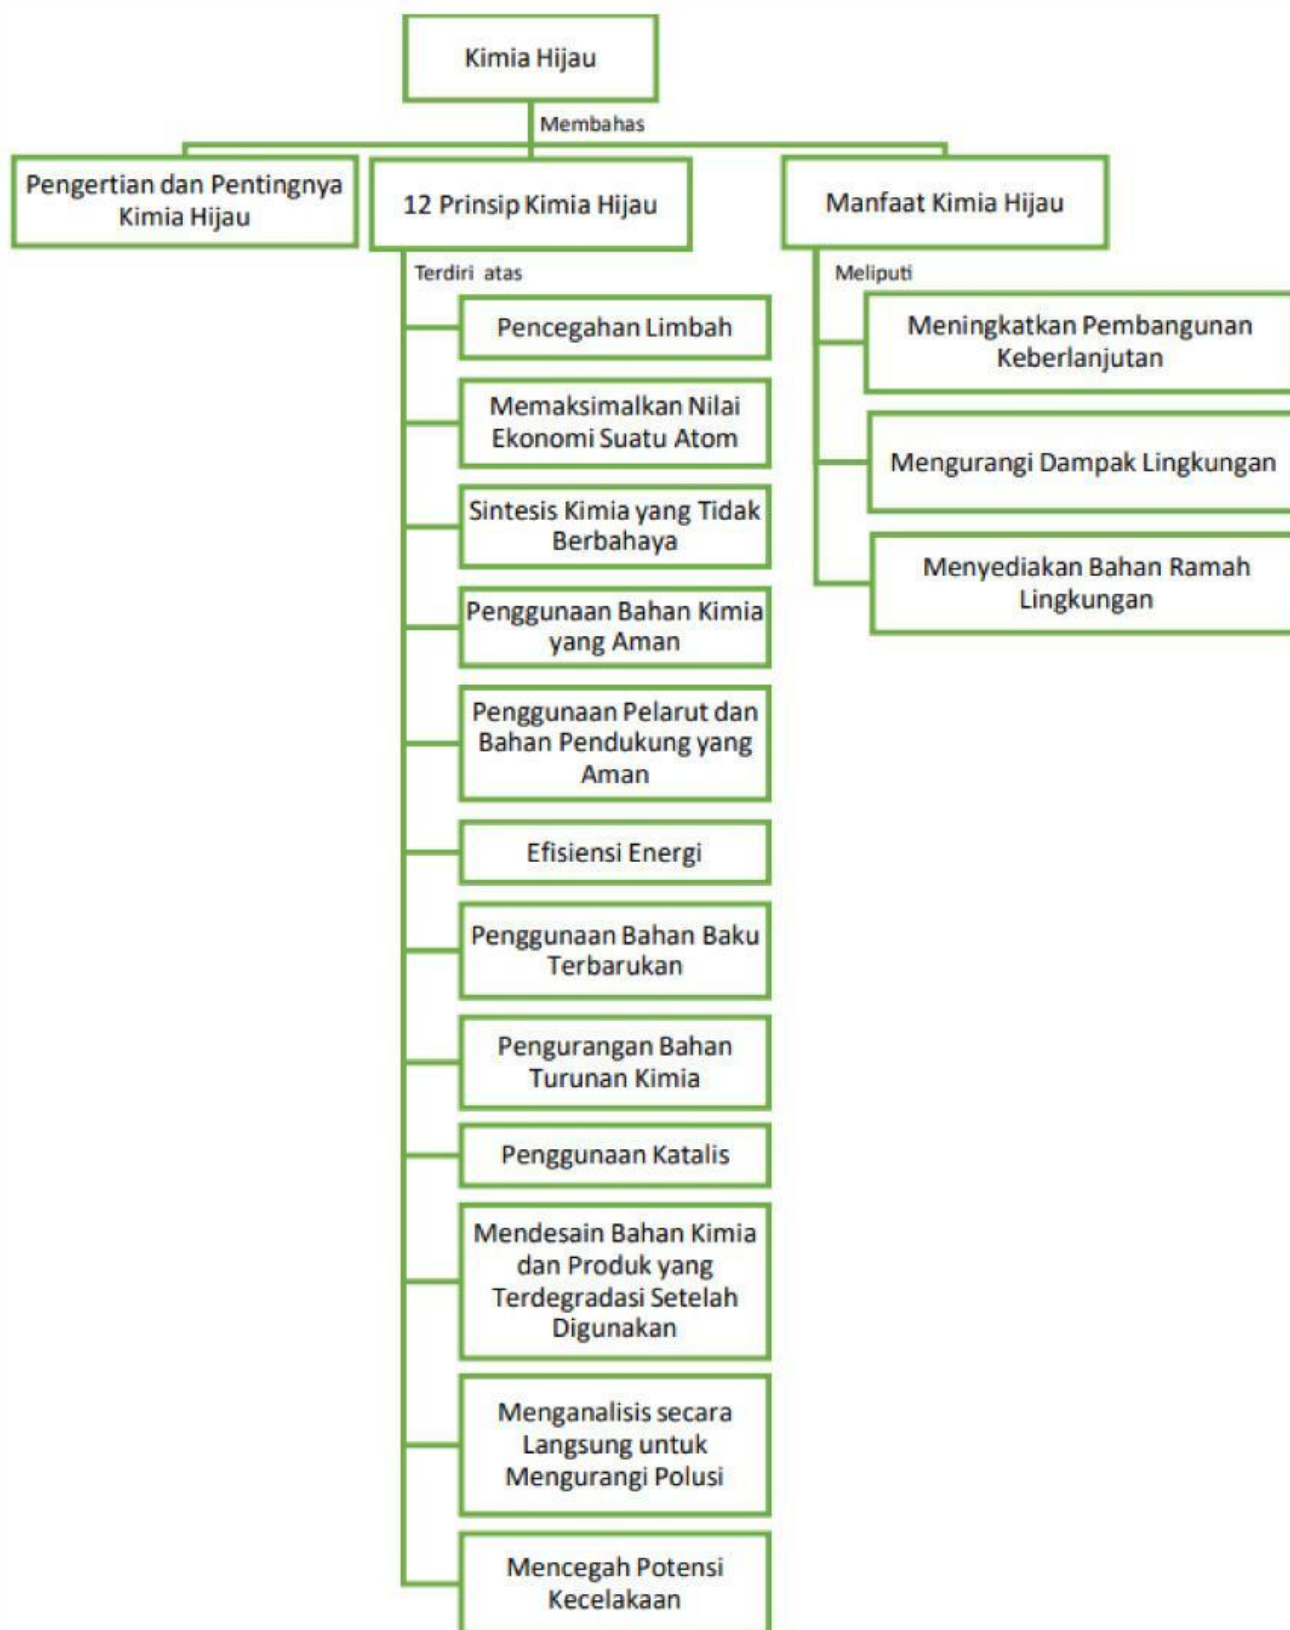 Kimia Hijau
Membahas
Pengertian dan Pentingnya
Kimia Hijau
12 Prinsip Kimia Hijau
Manfaat Kimia Hijau
Terdiri atas
Pencegahan Limbah
Memaksimalkan Nilai
Ekonomi Suatu Atom
Sintesis Kimia yang Tidak
Berbahaya
Penggunaan Bahan Kimia
yang Aman
Penggunaan Pelarut dan
Bahan Pendukung yang
Aman
Efisiensi Energi
Penggunaan Bahan Baku
Terbarukan
Pengurangan Bahan
Turunan Kimia
Penggunaan Katalis
Mendesain Bahan Kimia
dan Produk yang
Terdegradasi Setelah
Digunakan
Menganalisis secara
Langsung untuk
Mengurangi Polusi
Mencegah Potensi
Kecelakaan
Meliputi
Meningkatkan Pembangunan
Keberlanjutan
Mengurangi Dampak Lingkungan
Menyediakan Bahan Ramah
Lingkungan